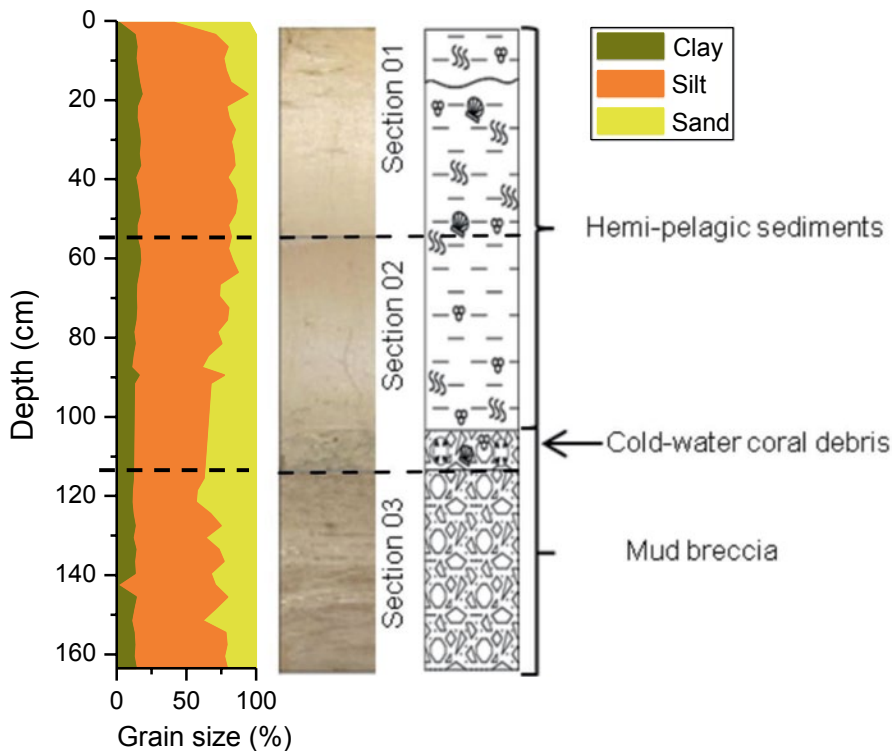 0
20
40
60
80
100
120
140
160
Depth (cm)
0 50 100
Grain size (%)
Section 01
Section 02
Section 03
Clay
Silt
Sand
Hemi-pelagic sediments
Cold-water coral debris
Mud breccia